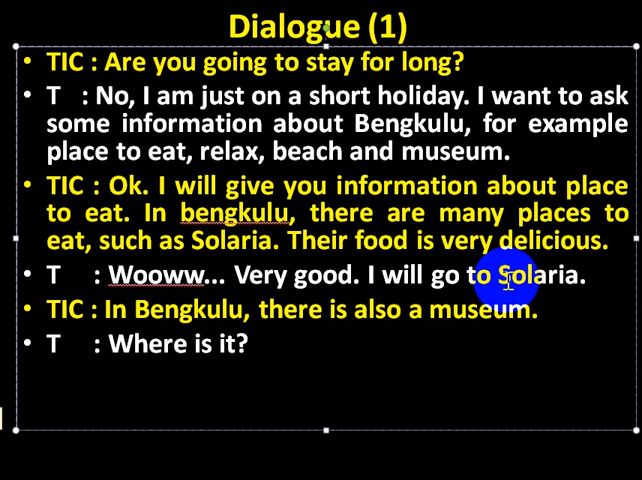 Dialogue (1)
• TIC : Are you going to stay for long?
• T : No, I am just on a short holiday. I want to ask
some information about Bengkulu, for example
place to eat, relax, beach and museum.
• TIC : Ok. I will give you information about place
to eat. In bengkulu, there are many places to
eat, such as Solaria. Their food is very delicious.
• T : Wooww... Very good. I will go to Solaria.
• TIC : In Bengkulu, there is also a museum.
• T : Where is it?